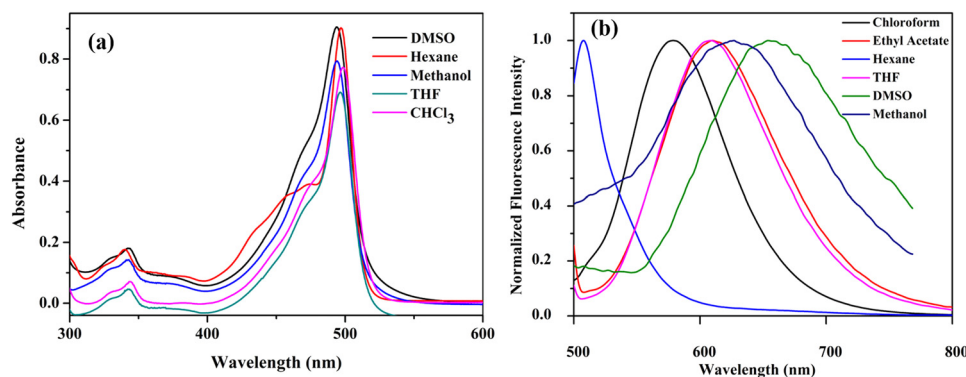 (a)
DMSO
Hexane
Methanol
THF
CHCl3
Absorbance
0.8
0.6
0.4
0.2
0.0
300
400
500
600
Wavelength (nm)
(b)
Chloroform
Ethyl Acetate
Hexane
THF
DMSO
Methanol
Normalized Fluorescence Intensity
1.0
0.8
0.6
0.4
0.2
0.0
500
600
700
800
Wavelength (nm)